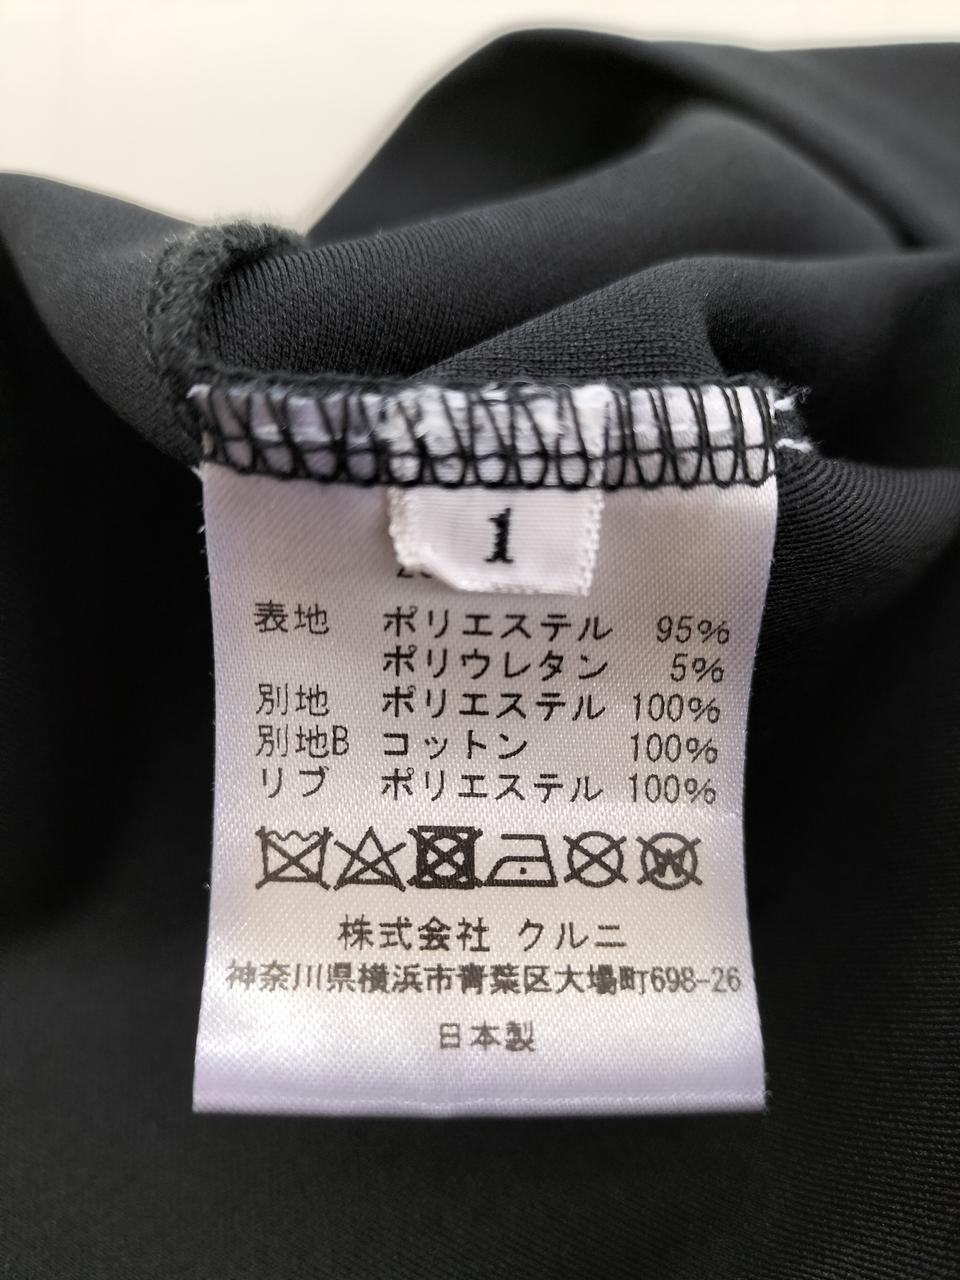 1
表地 ポリエステル 95%
ポリウレタン 5%
別地 ポリエステル 100%
別地B コットン 100%
リブ ポリエステル 100%
W
株式会社 クルニ
神奈川県横浜市青葉区大場町698-26
日本製